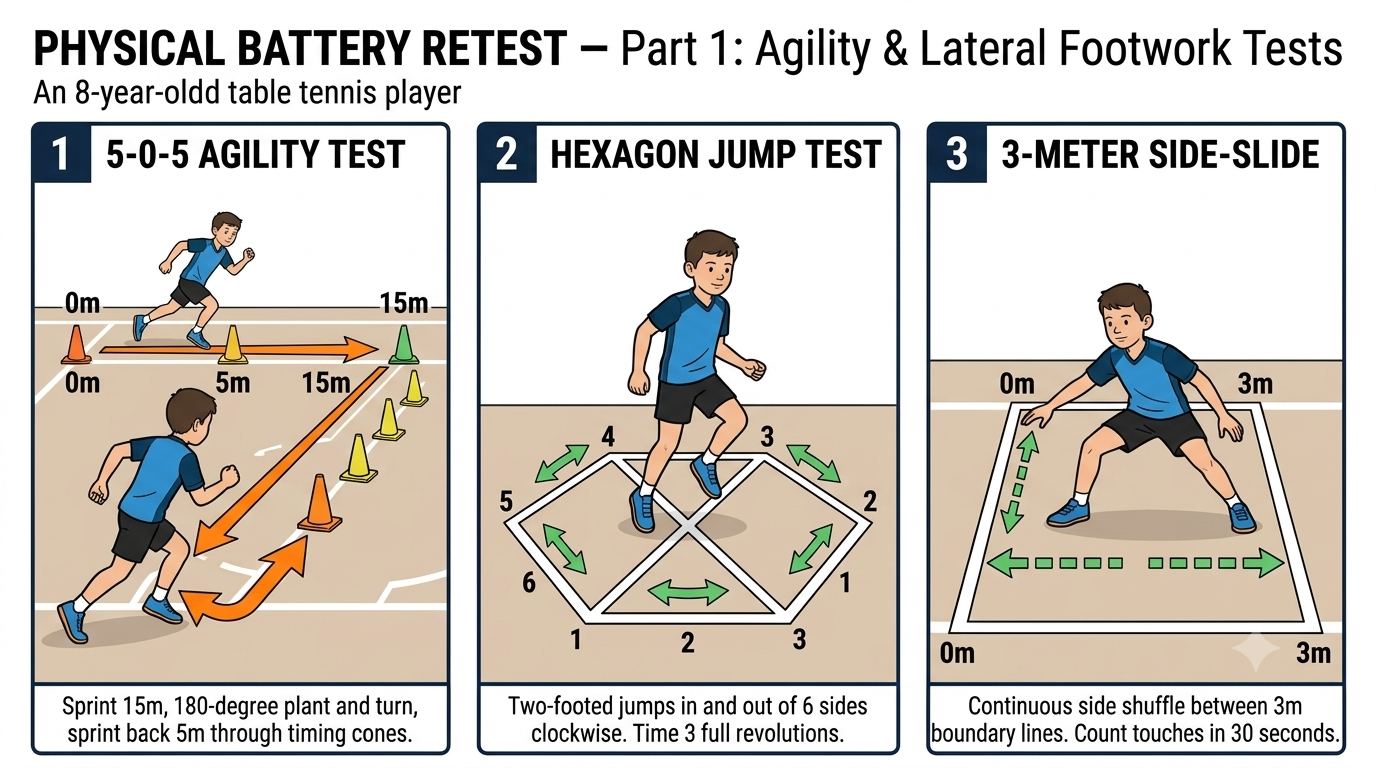 PHYSICAL BATTERY RETEST — Part 1: Agility & Lateral Footwork Tests
An 8-year-oldd table tennis player
1 5-0-5 AGILITY TEST
0m 15m
0m 5m 15m
Sprint 15m, 180-degree plant and turn,
sprint back 5m through timing cones.
2 HEXAGON JUMP TEST
4 3
5 2
6 1
1 2 3
Two-footed jumps in and out of 6 sides
clockwise. Time 3 full revolutions.
3 3-METER SIDE-SLIDE
0m 3m
0m 3m
Continuous side shuffle between 3m
boundary lines. Count touches in 30 seconds.